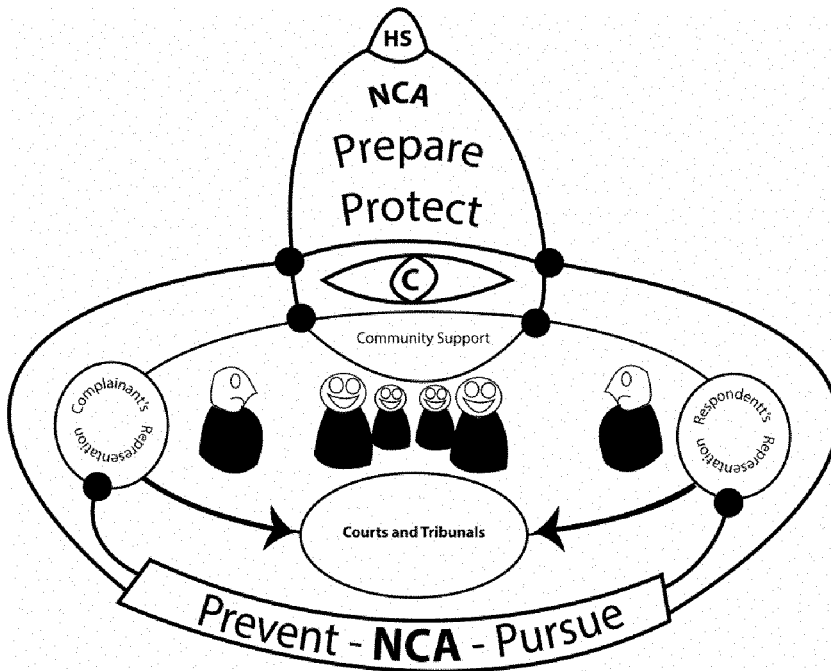 HS
NCA
Prepare
Protect
C
Community Support
Complainant's
Representation
Respondentt's
Representation
Courts and Tribunals
Prevent - NCA - Pursue